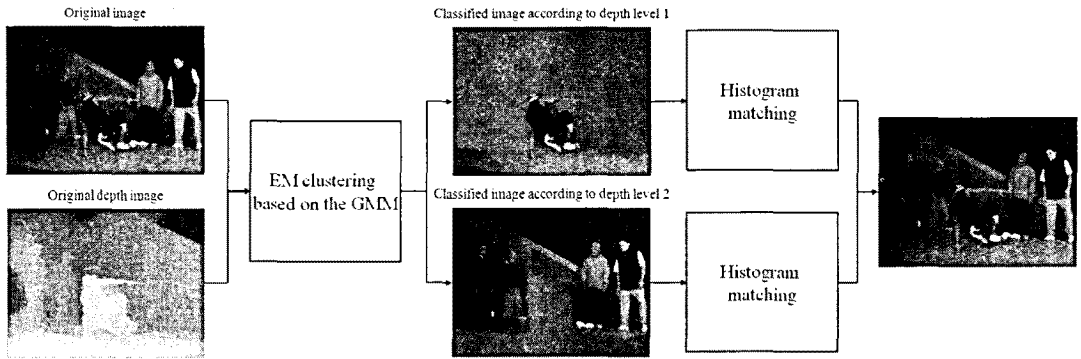 Original image
Original depth image
EM clustering
based on the GMM
Classified image according to depth level 1
Classified image according to depth level 2
Histogram
matching
Histogram
matching